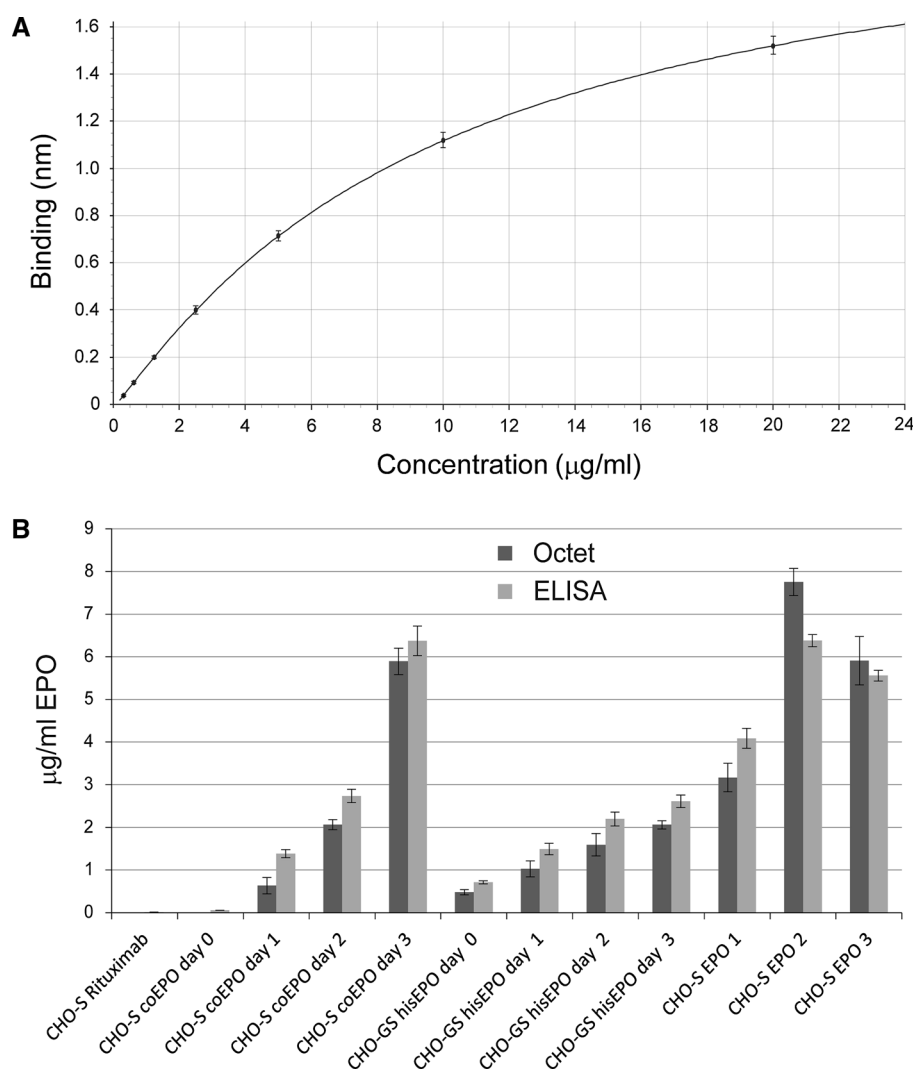 A
1.6
1.4
1.2
1.0
0.8
0.6
0.4
0.2
0
Binding (nm)
0 2 4 6 8 10 12 14 16 18 20 22 24
Concentration (μg/ml)
B
9
8
7
6
5
4
3
2
1
0
μg/ml EPO
Octet
ELISA
CHO-S Rituximab
CHO-S coEPO day 0
CHO-S coEPO day 1
CHO-S coEPO day 2
CHO-S coEPO day 3
CHO-GS hisEPO day 0
CHO-GS hisEPO day 1
CHO-GS hisEPO day 2
CHO-GS hisEPO day 3
CHO-S EPO 1
CHO-S EPO 2
CHO-S EPO 3